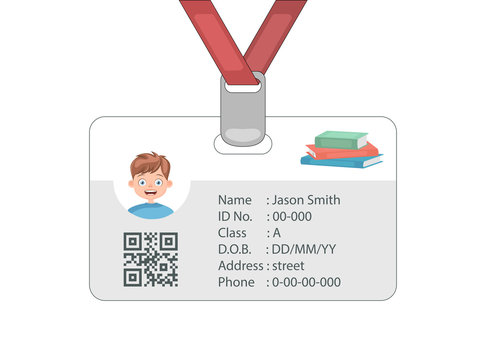 Name : Jason Smith
ID No. : 00-000
Class : A
D.O.B. : DD/MM/YY
Address : street
Phone : 0-00-00-000